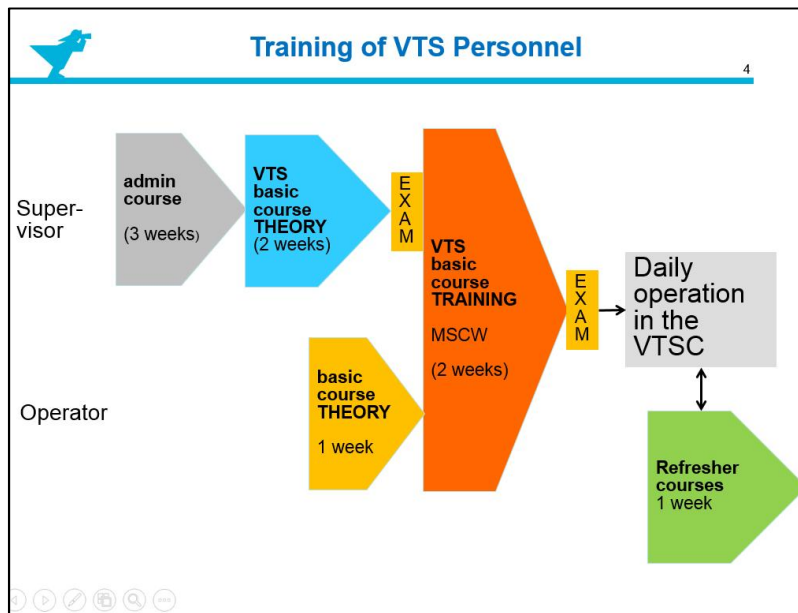 Training of VTS Personnel
4
Super-
visor
admin
course
(3 weeks)
VTS
basic
course
THEORY
(2 weeks)
E
X
A
M
VTS
basic
course
TRAINING
MSCW
(2 weeks)
E
X
A
M
Daily
operation
in the
VTSC
Operator
basic
course
THEORY
1 week
Refresher
courses
1 week